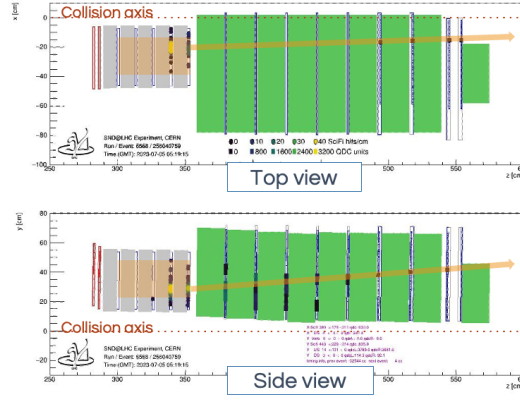 x [cm]
Collision axis
20
0
−20
−40
−60
−80
−100
SND@LHC Experiment, CERN
Run / Event: 6568 / 256040759
Time (GMT): 2023-07-05 05:19:15
0 10 20 30 40 SciFi hits/cm
0 800 1600 2400 3200 QDC units
250 300 350 400 450 500 550 600
z [cm]
Top view
y [cm]
80
60
40
20
0
−20
Collision axis
SND@LHC Experiment, CERN
Run / Event: 6568 / 256040759
Time (GMT): 2023-07-05 05:19:15
250 300 350 400 450 500 550 600
z [cm]
Side view